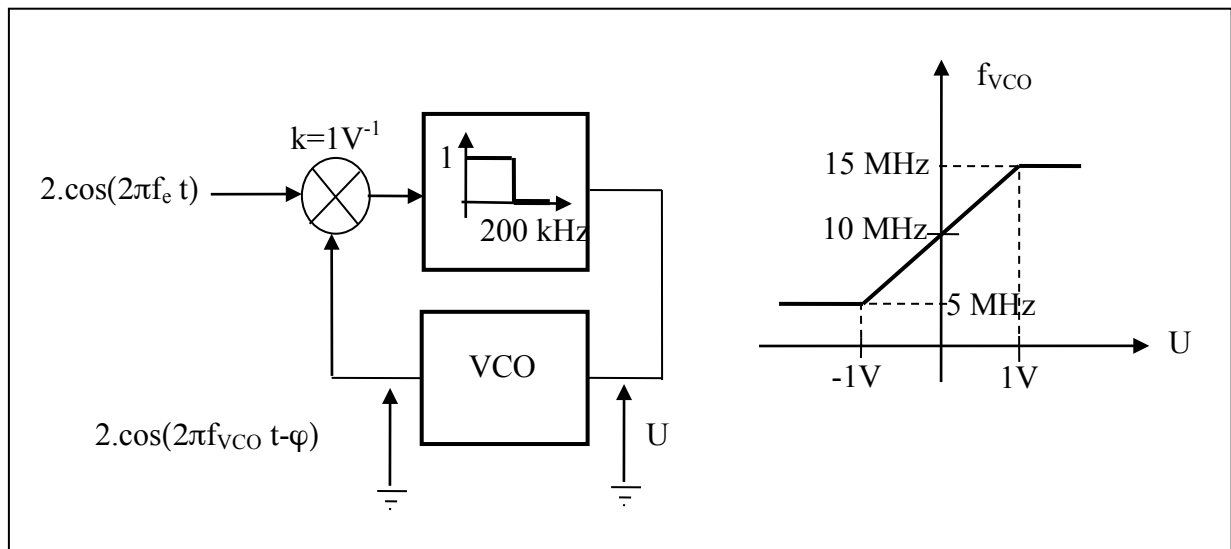 k=1V⁻¹
2.cos(2πfₑ t)
1
200 kHz
VCO
2.cos(2πf_VCO t-φ)
U
f_VCO
15 MHz
10 MHz
5 MHz
U
-1V
1V